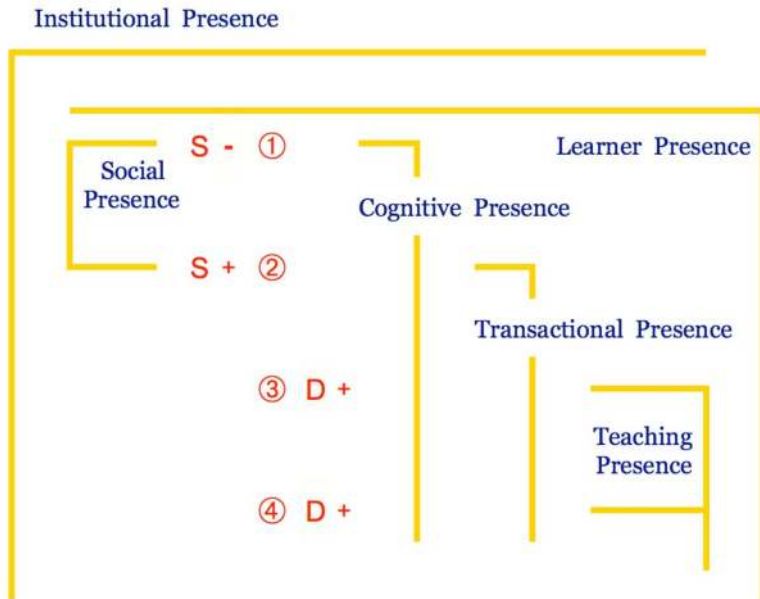 Institutional Presence
S - ①
Learner Presence
Social
Presence
Cognitive Presence
S + ②
Transactional Presence
③ D +
Teaching
Presence
④ D +